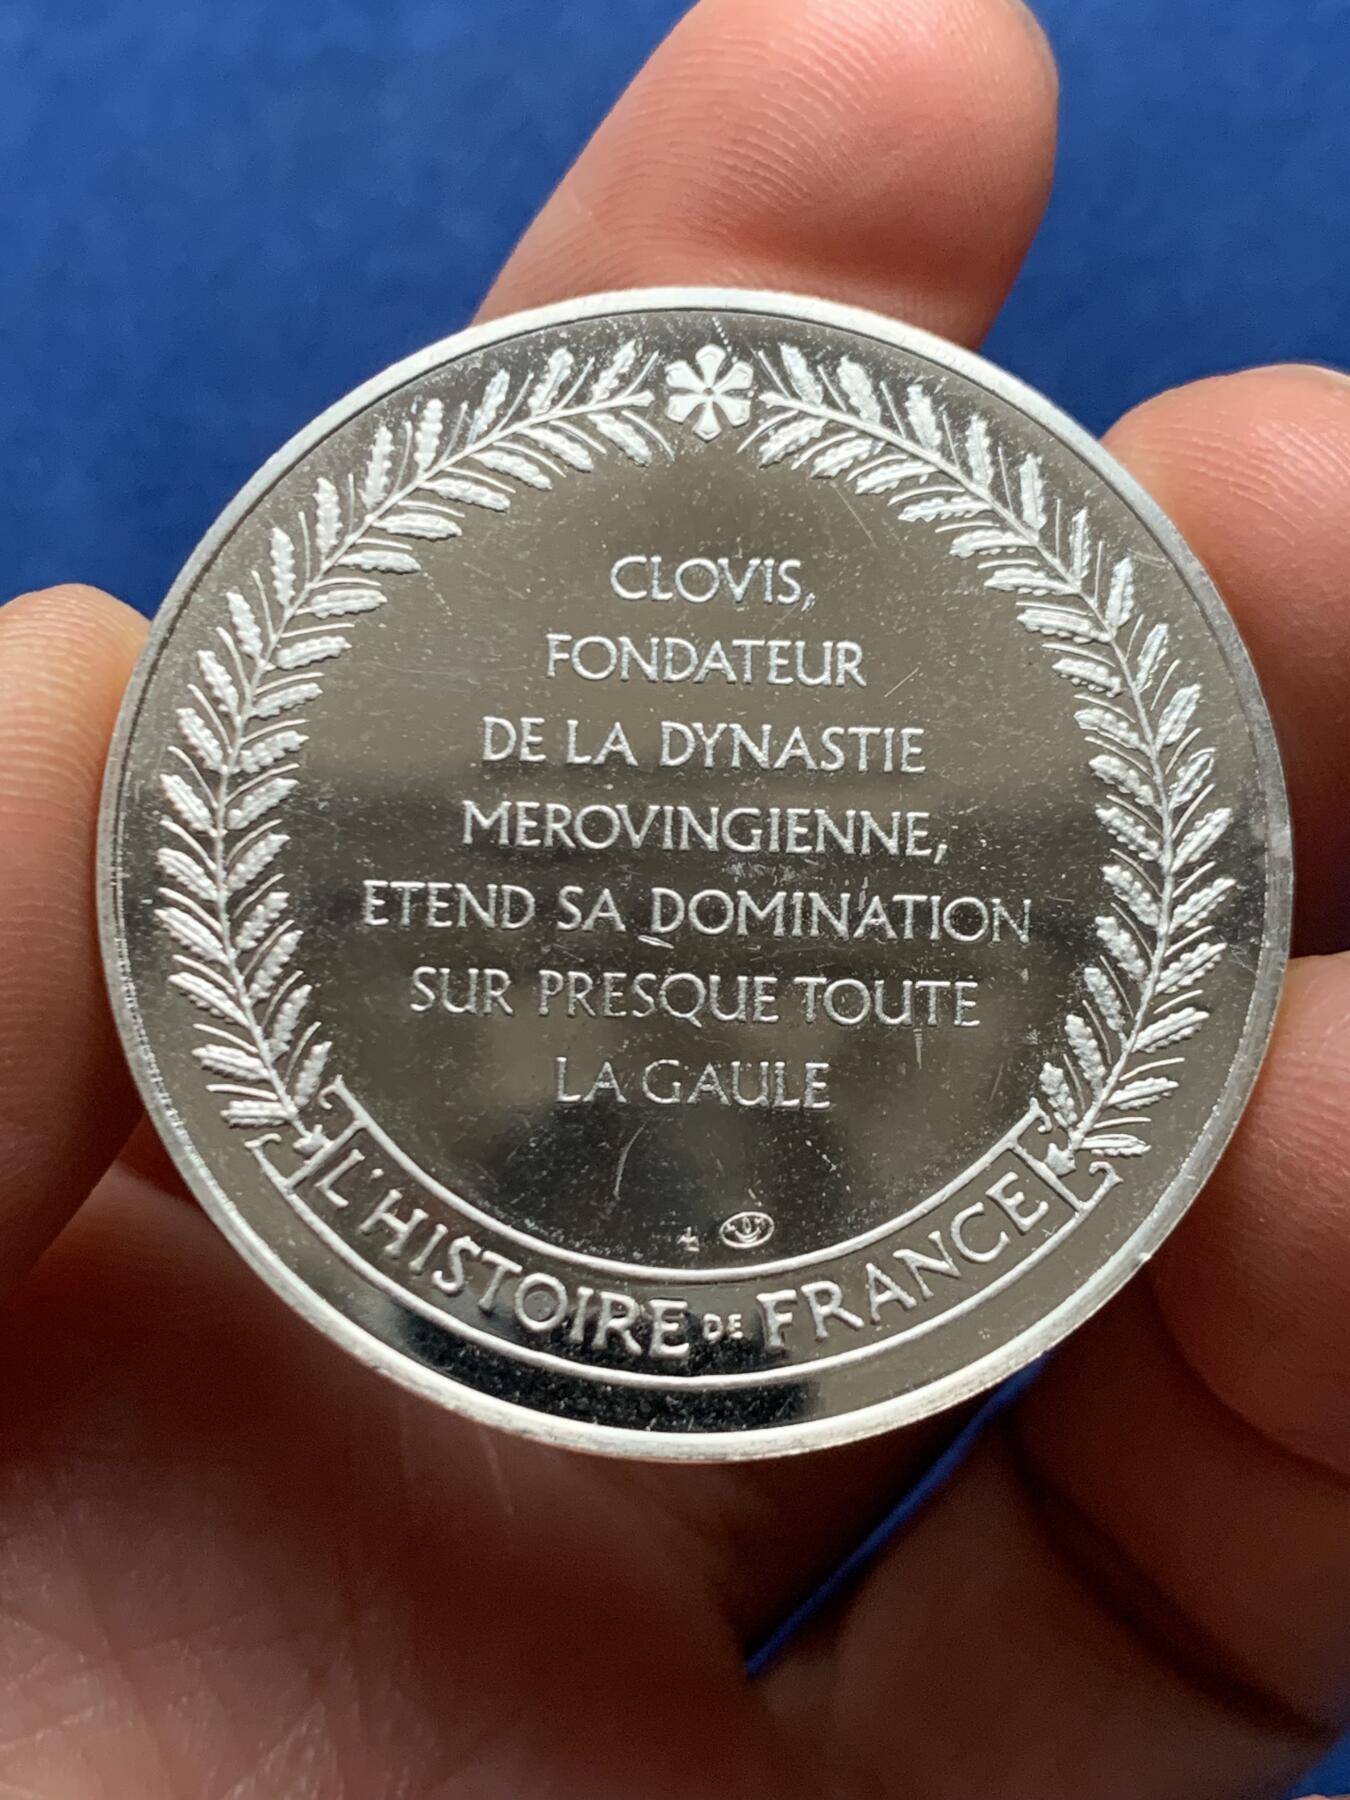 CLOVIS,
FONDATEUR
DE LA DYNASTIE
MEROVINGIENNE,
ETEND SA DOMINATION
SUR PRESQUE TOUTE
LA GAULE
L'HISTOIRE DE FRANCE